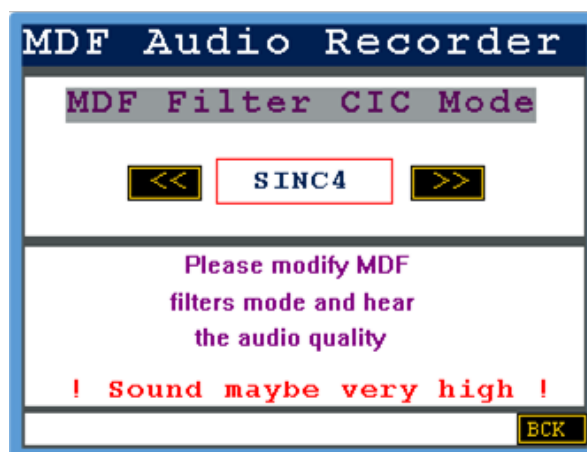 MDF Audio Recorder
MDF Filter CIC Mode
<< SINC4 >>
Please modify MDF
filters mode and hear
the audio quality
! Sound maybe very high !
BCK